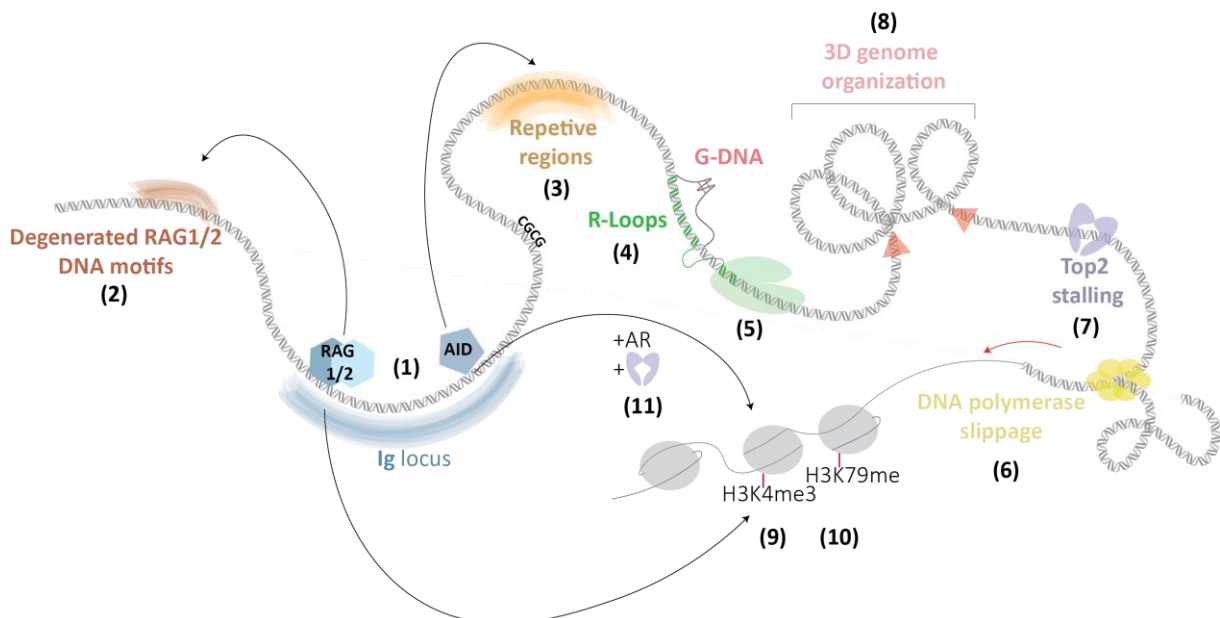 (8)
3D genome
organization
Repetive
regions
(3)
G-DNA
R-Loops
(4)
CGCG
Degenerated RAG1/2
DNA motifs
(2)
Top2
stalling
(7)
(5)
RAG
1/2
(1)
AID
+AR
+
(11)
Ig locus
DNA polymerase
slippage
(6)
H3K79me
H3K4me3
(9)
(10)